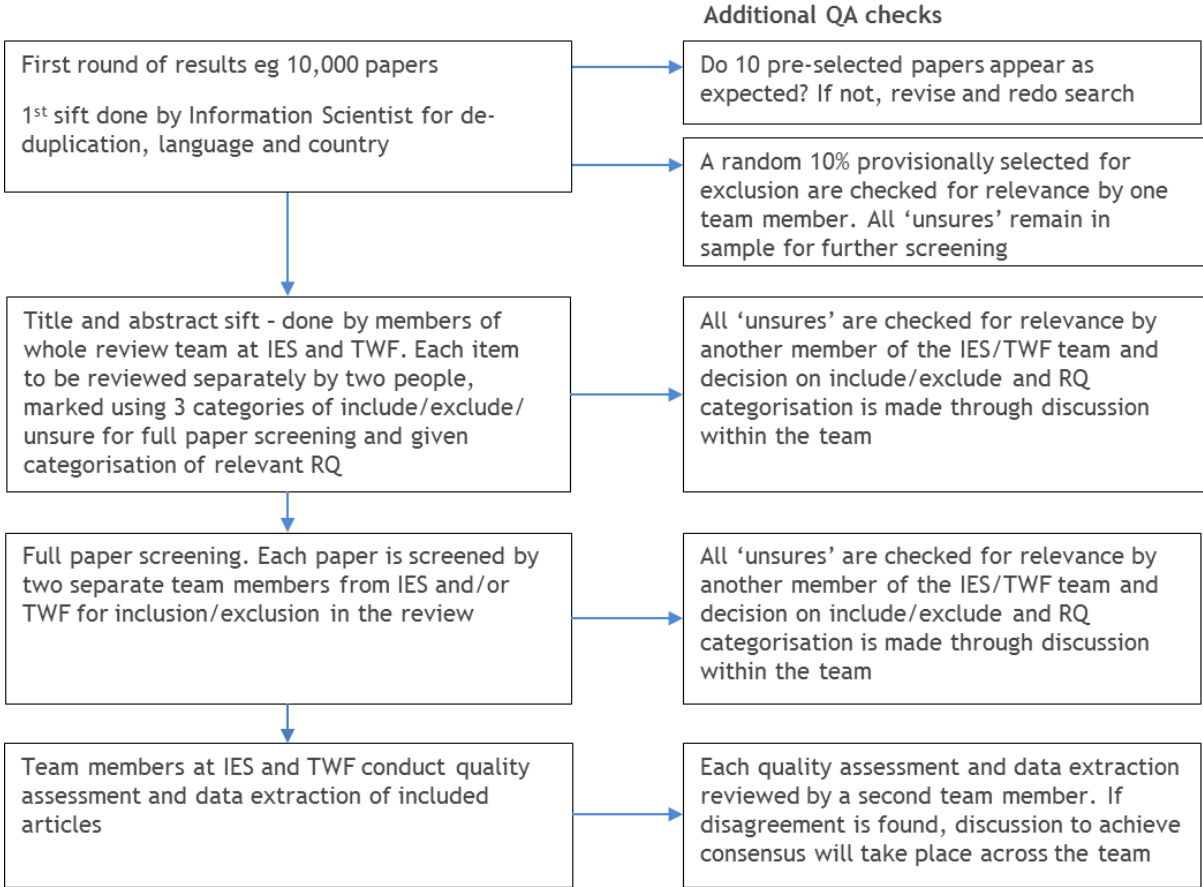 Additional QA checks
First round of results eg 10,000 papers
1st sift done by Information Scientist for de-
duplication, language and country
Do 10 pre-selected papers appear as
expected? If not, revise and redo search
A random 10% provisionally selected for
exclusion are checked for relevance by one
team member. All ‘unsures’ remain in
sample for further screening
Title and abstract sift – done by members of
whole review team at IES and TWF. Each item
to be reviewed separately by two people,
marked using 3 categories of include/exclude/
unsure for full paper screening and given
categorisation of relevant RQ
All ‘unsures’ are checked for relevance by
another member of the IES/TWF team and
decision on include/exclude and RQ
categorisation is made through discussion
within the team
Full paper screening. Each paper is screened by
two separate team members from IES and/or
TWF for inclusion/exclusion in the review
All ‘unsures’ are checked for relevance by
another member of the IES/TWF team and
decision on include/exclude and RQ
categorisation is made through discussion
within the team
Team members at IES and TWF conduct quality
assessment and data extraction of included
articles
Each quality assessment and data extraction
reviewed by a second team member. If
disagreement is found, discussion to achieve
consensus will take place across the team